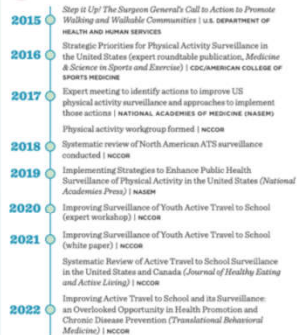 2015
Step it Up! The Surgeon General's Call to Action to Promote
Walking and Walkable Communities | U.S. DEPARTMENT OF
HEALTH AND HUMAN SERVICES
2016
Strategic Priorities for Physical Activity Surveillance in
the United States (expert roundtable publication, Medicine
& Science in Sports and Exercise) | CDC/AMERICAN COLLEGE OF
SPORTS MEDICINE
2017
Expert meeting to identify actions to improve US
physical activity surveillance and approaches to implement
those actions | NATIONAL ACADEMIES OF MEDICINE (NASEM)
Physical activity workgroup formed | NCCOR
2018
Systematic review of North American ATS surveillance
conducted | NCCOR
2019
Implementing Strategies to Enhance Public Health
Surveillance of Physical Activity in the United States (National
Academies Press) | NASEM
2020
Improving Surveillance of Youth Active Travel to School
(expert workshop) | NCCOR
2021
Improving Surveillance of Youth Active Travel to School
(white paper) | NCCOR
Systematic Review of Active Travel to School Surveillance
in the United States and Canada (Journal of Healthy Eating
and Active Living) | NCCOR
2022
Improving Active Travel to School and its Surveillance:
an Overlooked Opportunity in Health Promotion and
Chronic Disease Prevention (Translational Behavioral
Medicine) | NCCOR